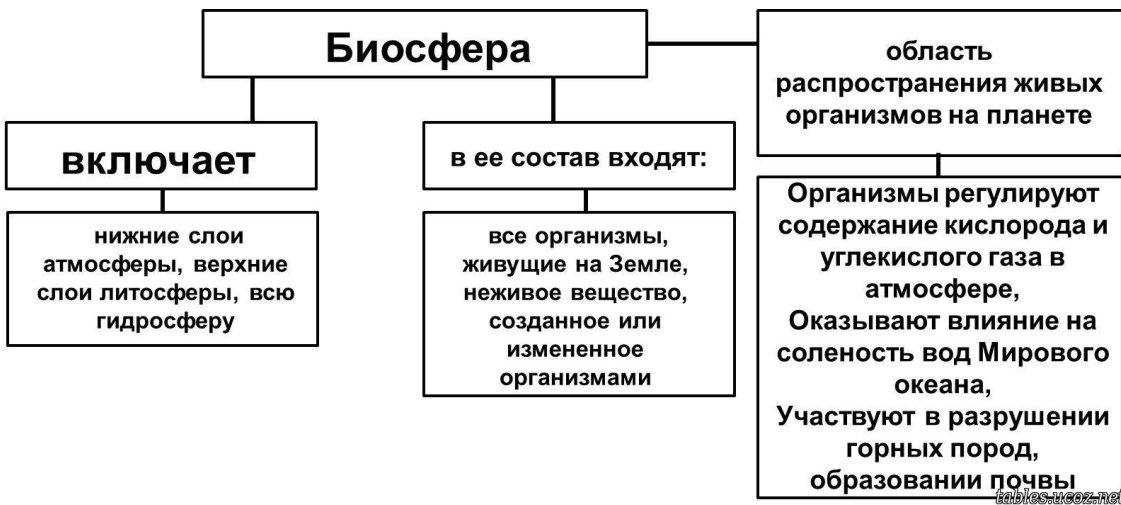 Биосфера
область
распространения живых
организмов на планете
включает
в ее состав входят:
нижние слои
атмосферы, верхние
слои литосферы, всю
гидросферу
все организмы,
живущие на Земле,
неживое вещество,
созданное или
измененное
организмами
Организмы регулируют
содержание кислорода и
углекислого газа в
атмосфере,
Оказывают влияние на
соленость вод Мирового
океана,
Участвуют в разрушении
горных пород,
образовании почвы
tables.ucoz.net